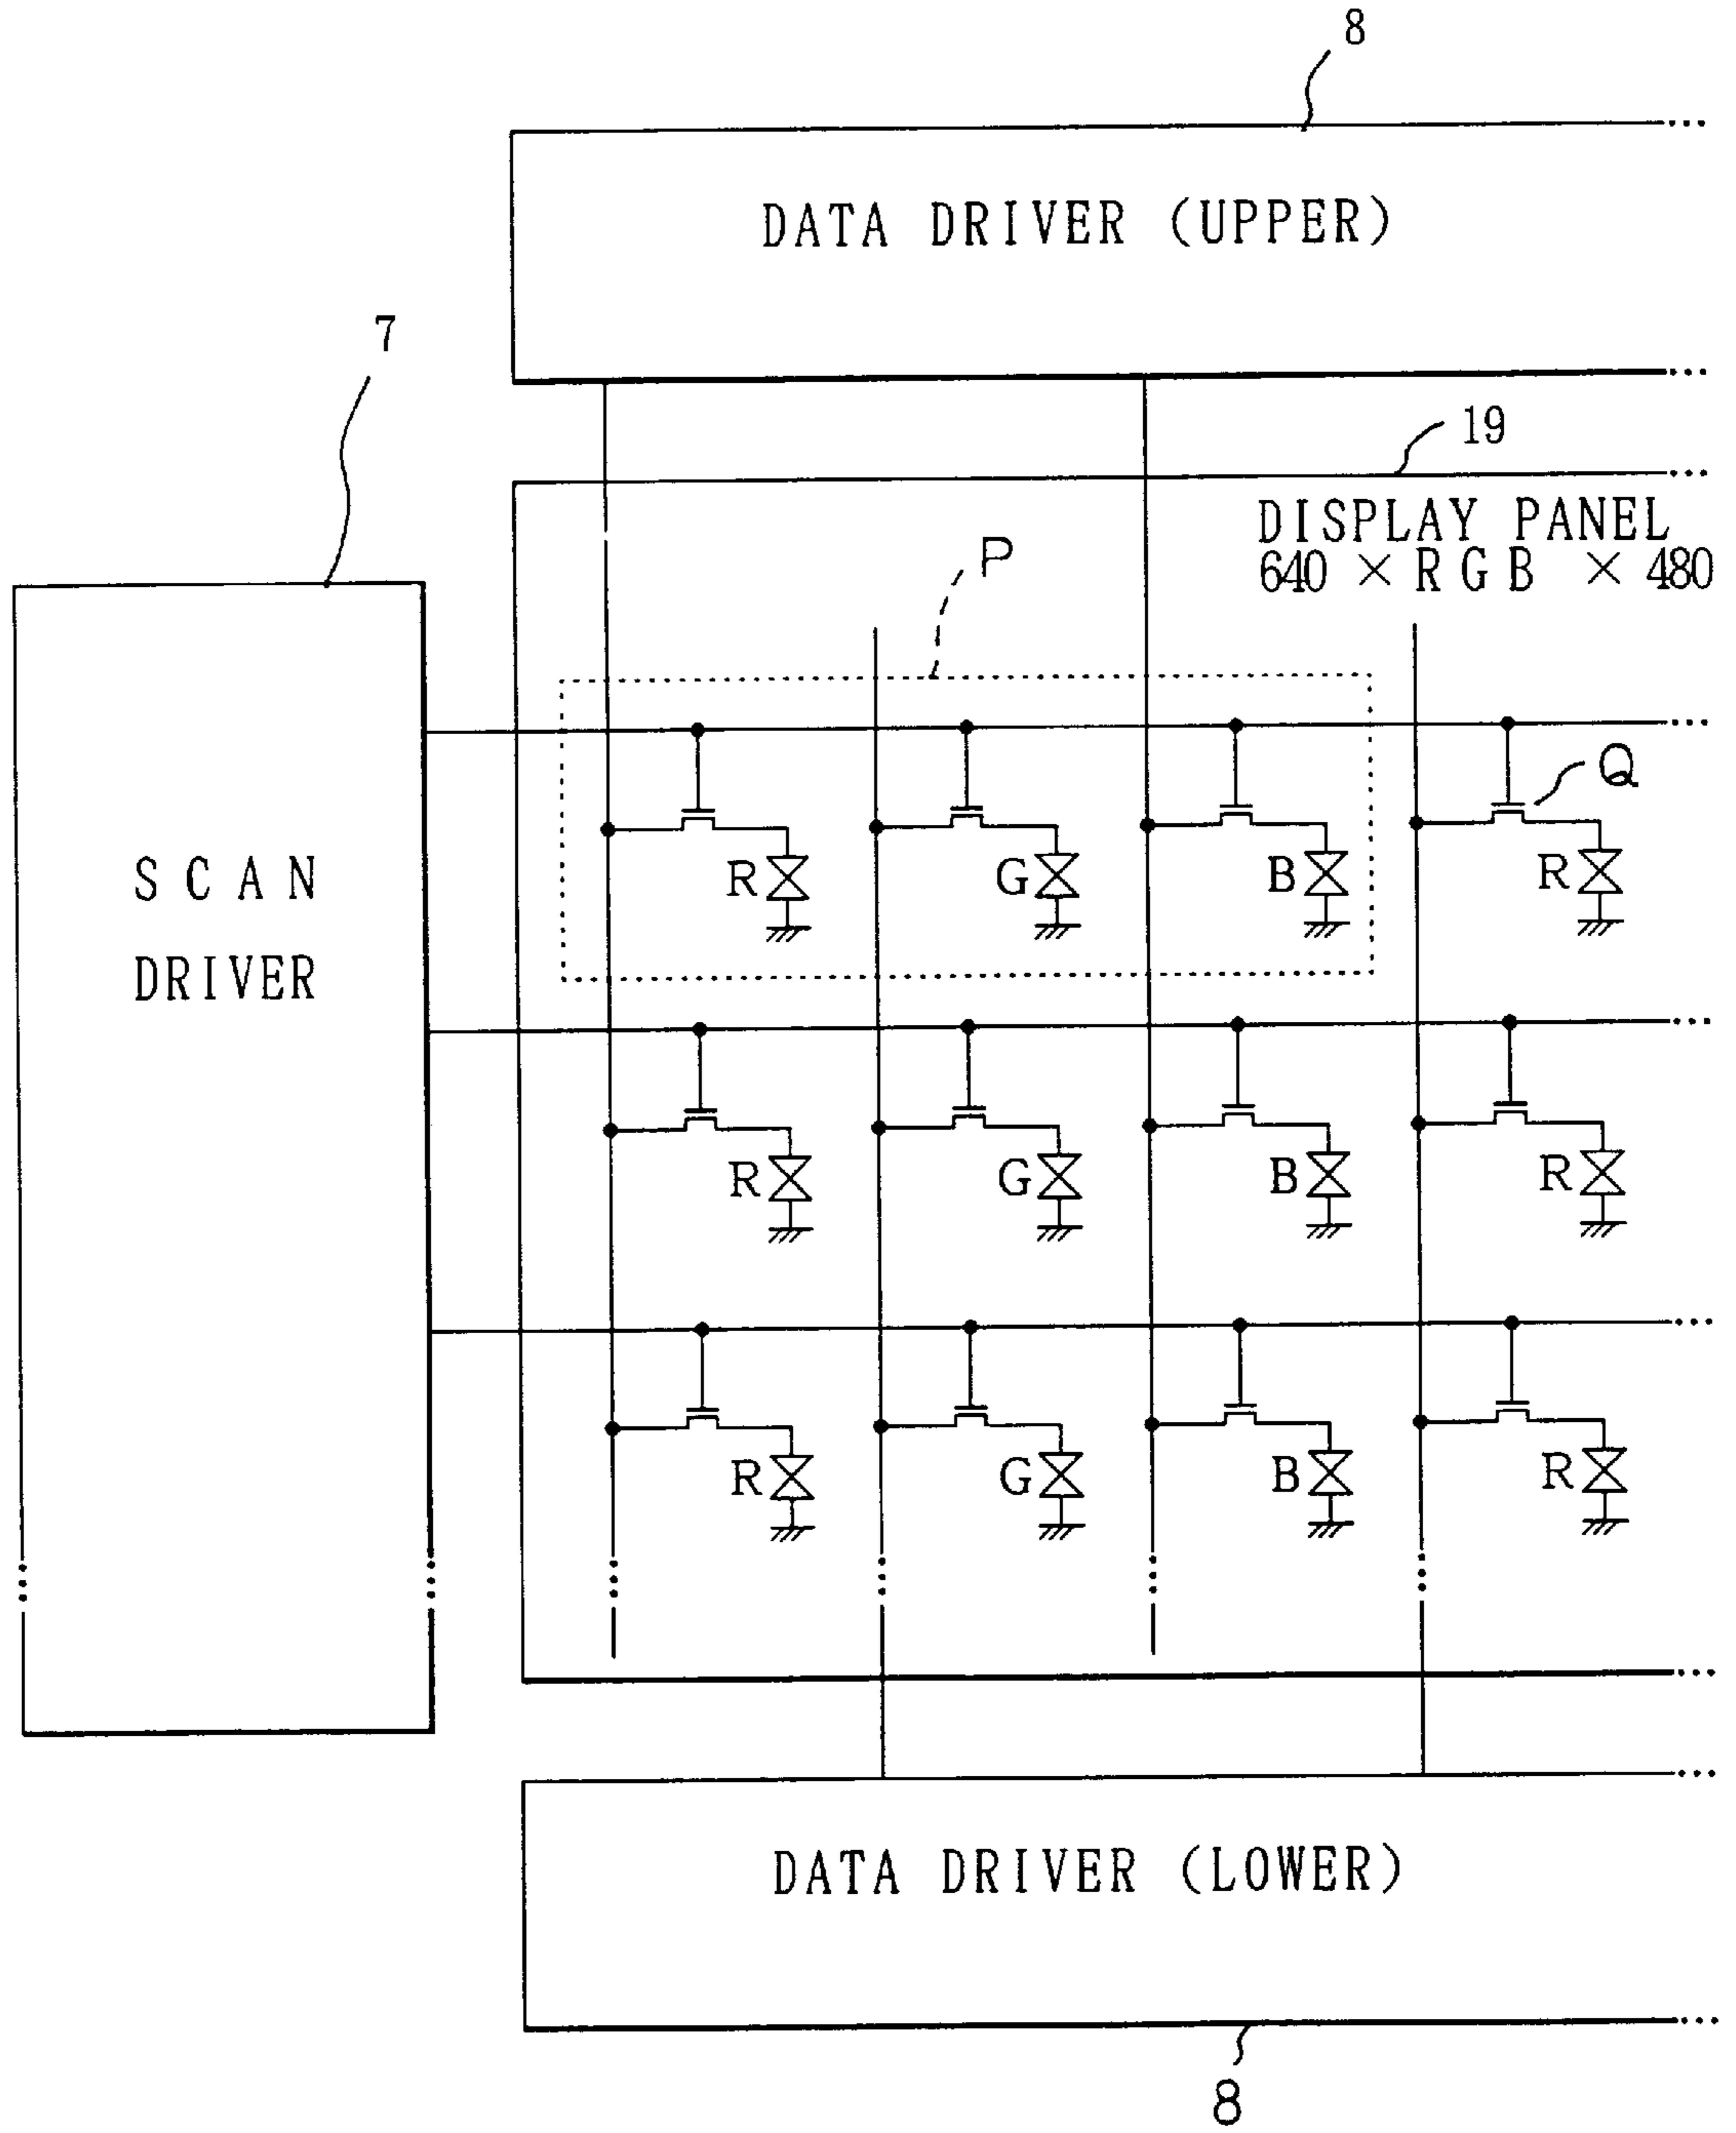 8
DATA DRIVER (UPPER)
7
19
DISPLAY PANEL
640 × RGB × 480
P
Q
R G B R
SCAN
DRIVER
R G B R
R G B R
DATA DRIVER (LOWER)
8